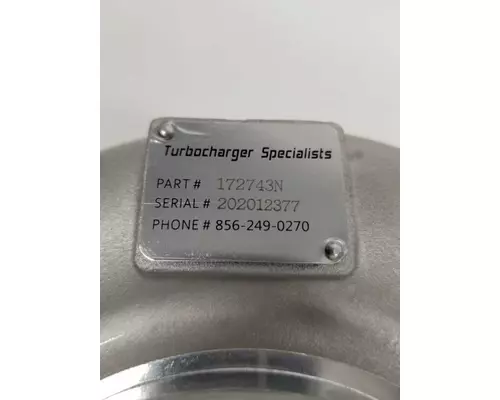 Turbocharger Specialists
PART # 172743N
SERIAL # 202012377
PHONE # 856-249-0270